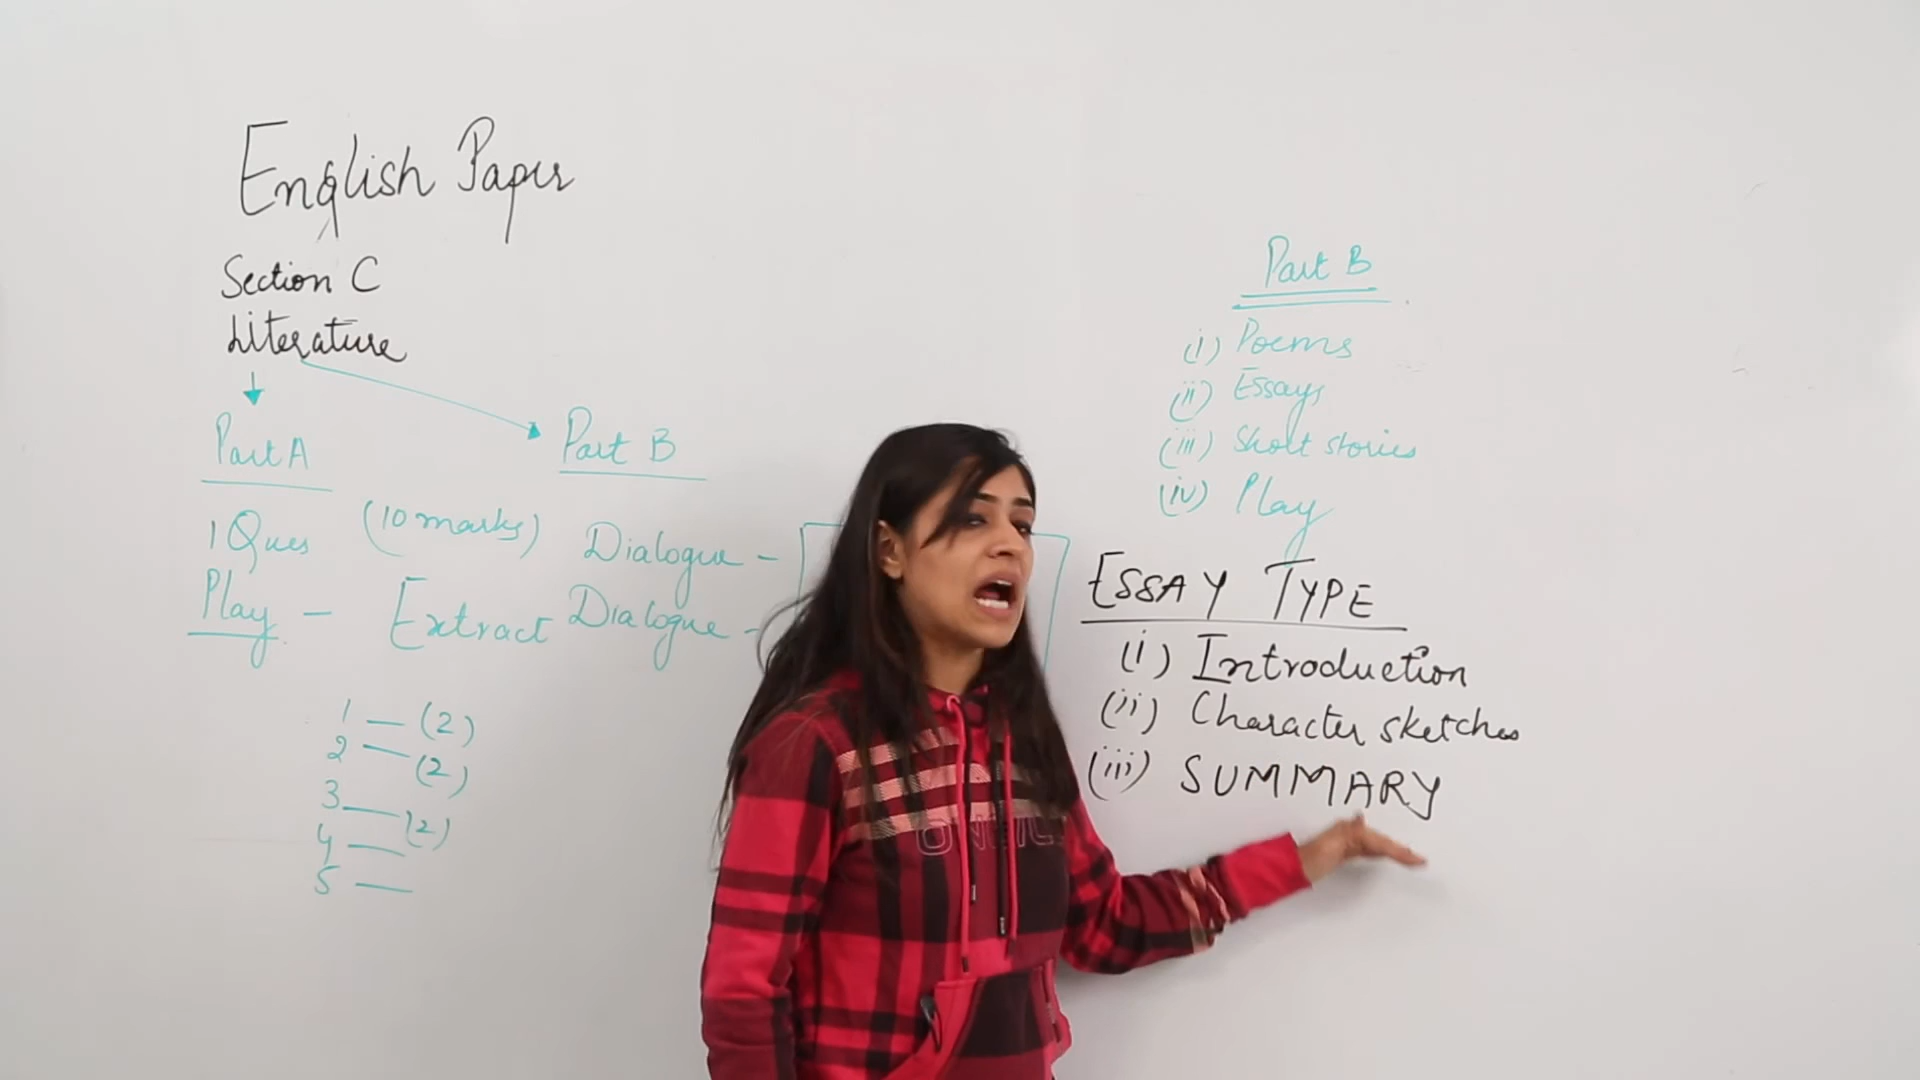 English Paper
Section C
Literature
Part A
Part B
1 Ques (10 marks)
Play - Extract
Dialogue -
Dialogue -
1 — (2)
2 — (2)
3 — (2)
4 —
5 —
Part B
(i) Poems
(ii) Essays
(iii) Short stories
(iv) Play
ESSAY TYPE
(i) Introduction
(ii) Character sketches
(iii) SUMMARY